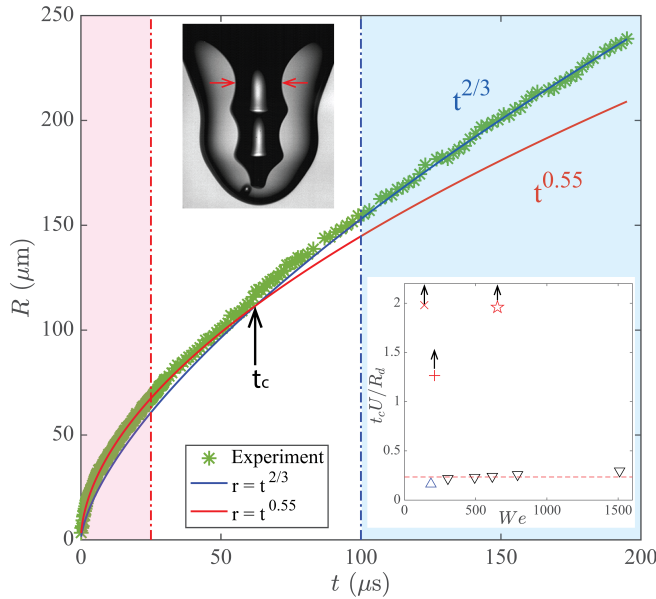 250
200
150
100
50
0
R (μm)
0
50
100
150
200
t (μs)
t^{2/3}
t^{0.55}
t_c
Experiment
r = t^{2/3}
r = t^{0.55}
2
1.5
1
0.5
0
t_cU/R_d
0
500
1000
1500
We